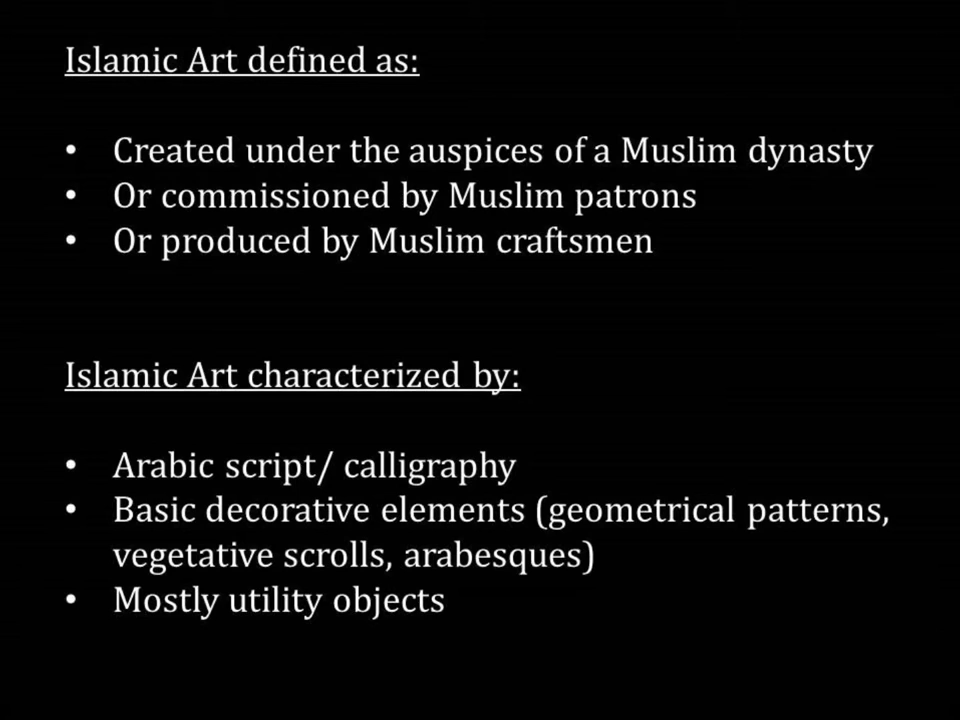 Islamic Art defined as:
• Created under the auspices of a Muslim dynasty
• Or commissioned by Muslim patrons
• Or produced by Muslim craftsmen
Islamic Art characterized by:
• Arabic script/ calligraphy
• Basic decorative elements (geometrical patterns,
vegetative scrolls, arabesques)
• Mostly utility objects